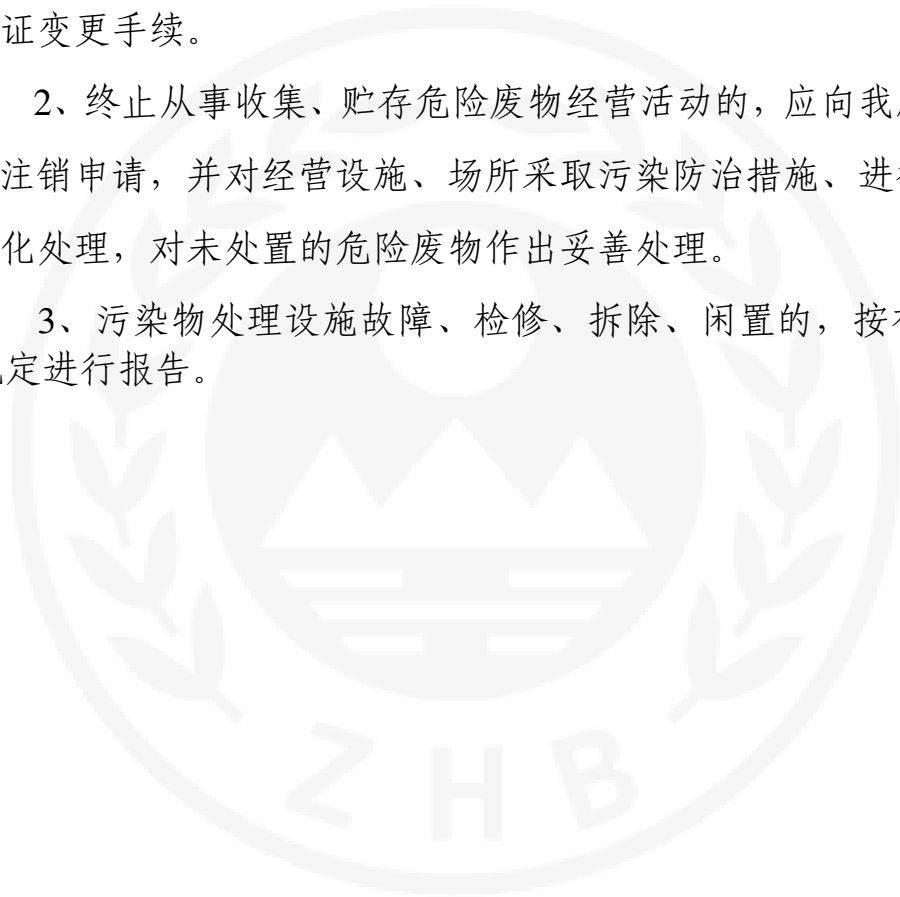 证变更手续。
2、终止从事收集、贮存危险废物经营活动的，应向我
注销申请，并对经营设施、场所采取污染防治措施、进
化处理，对未处置的危险废物作出妥善处理。
3、污染物处理设施故障、检修、拆除、闲置的，按
定进行报告。
ZHB